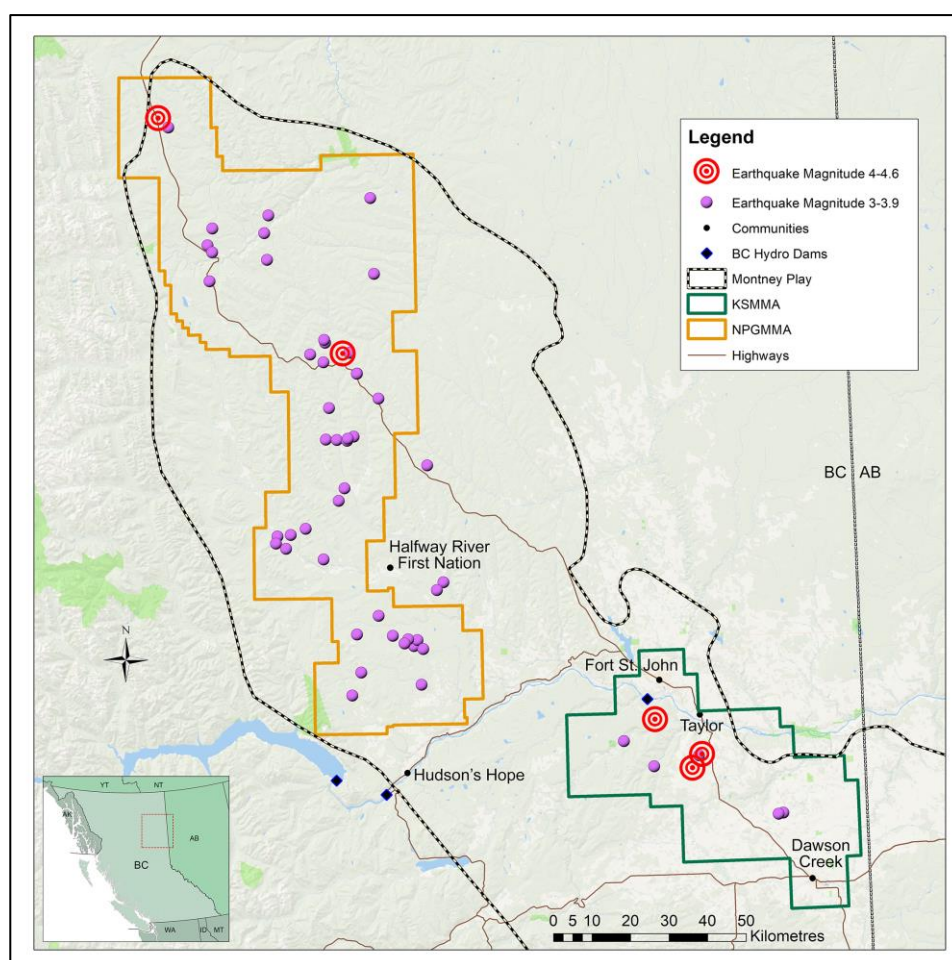 Legend
Earthquake Magnitude 4-4.6
Earthquake Magnitude 3-3.9
Communities
BC Hydro Dams
Montney Play
KSMMA
NPGMMA
Highways
BC AB
Halfway River
First Nation
N
Fort St. John
Taylor
Hudson's Hope
Dawson
Creek
YT
NT
AK
BC
AB
WA
ID
MT
0 5 10 20 30 40 50
Kilometres